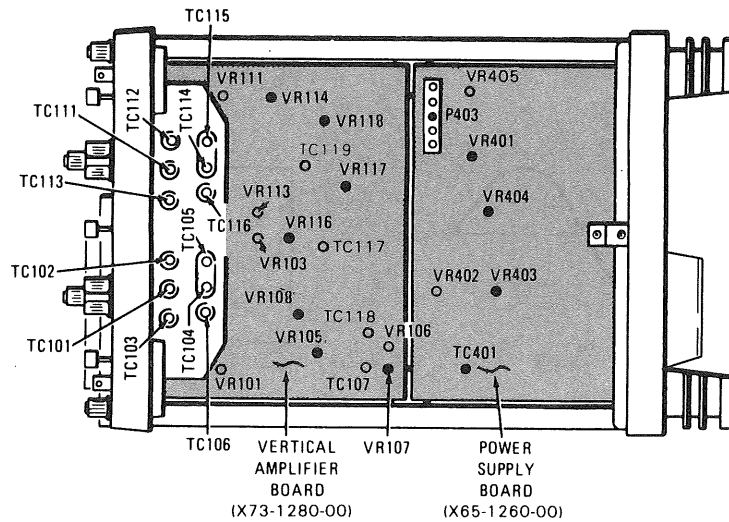 TC115
TC112
TC114
TC111
TC113
VR111
VR114
VR118
TC119
VR117
VR113
TC116
TC105
VR116
TC117
VR103
TC102
VR108
TC118
VR106
VR105
TC101
TC103
TC104
VR101
TC107
VR405
P403
VR401
VR404
VR402
VR403
TC401
TC106
VERTICAL
AMPLIFIER
BOARD
(X73-1280-00)
VR107
POWER
SUPPLY
BOARD
(X65-1260-00)